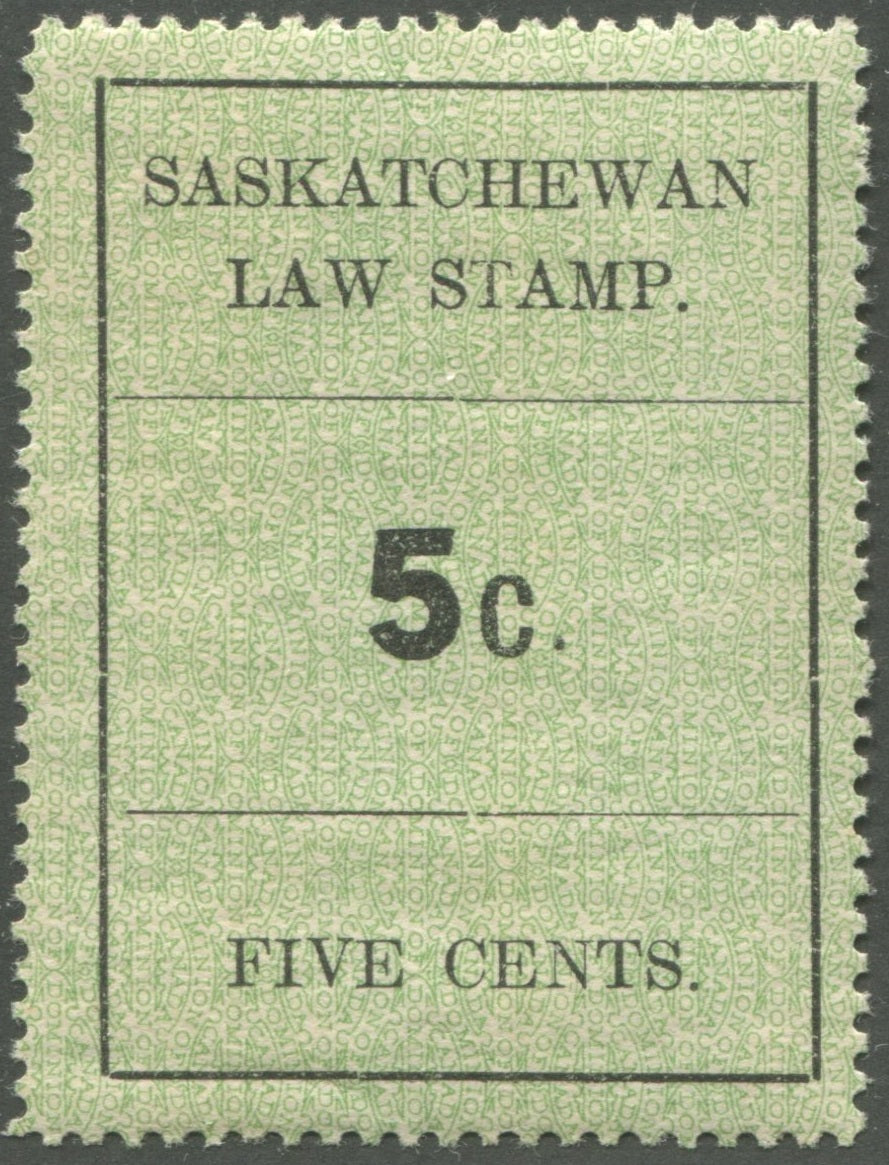 SASKATCHEWAN
LAW STAMP.
5c.
FIVE CENTS.